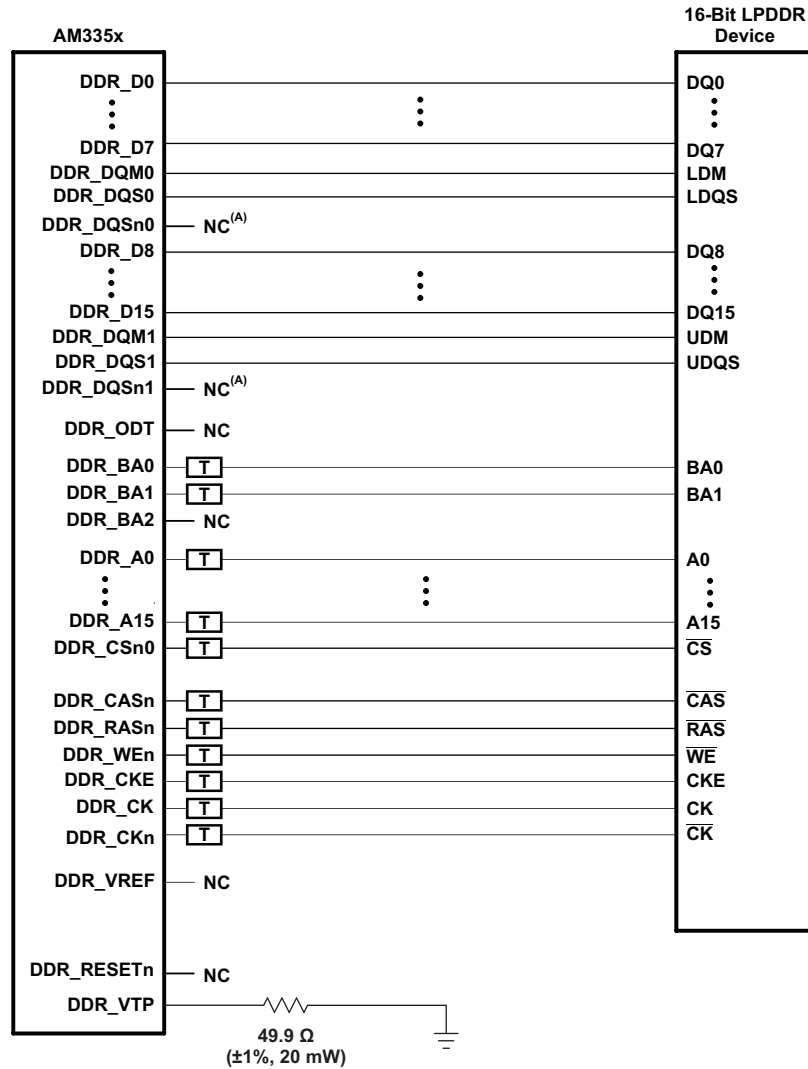 16-Bit LPDDR
Device
AM335x
DDR_D0 DQ0
DDR_D7 DQ7
DDR_DQM0 LDM
DDR_DQS0 LDQS
DDR_DQSn0 NC(A)
DDR_D8 DQ8
DDR_D15 DQ15
DDR_DQM1 UDM
DDR_DQS1 UDQS
DDR_DQSn1 NC(A)
DDR_ODT NC
DDR_BA0 T BA0
DDR_BA1 T BA1
DDR_BA2 NC
DDR_A0 T A0
DDR_A15 T A15
DDR_CSn0 T CS
DDR_CASn T CAS
DDR_RASn T RAS
DDR_WEn T WE
DDR_CKE T CKE
DDR_CK T CK
DDR_CKn T CK
DDR_VREF NC
DDR_RESETn NC
DDR_VTP
49.9 Ω
(±1%, 20 mW)